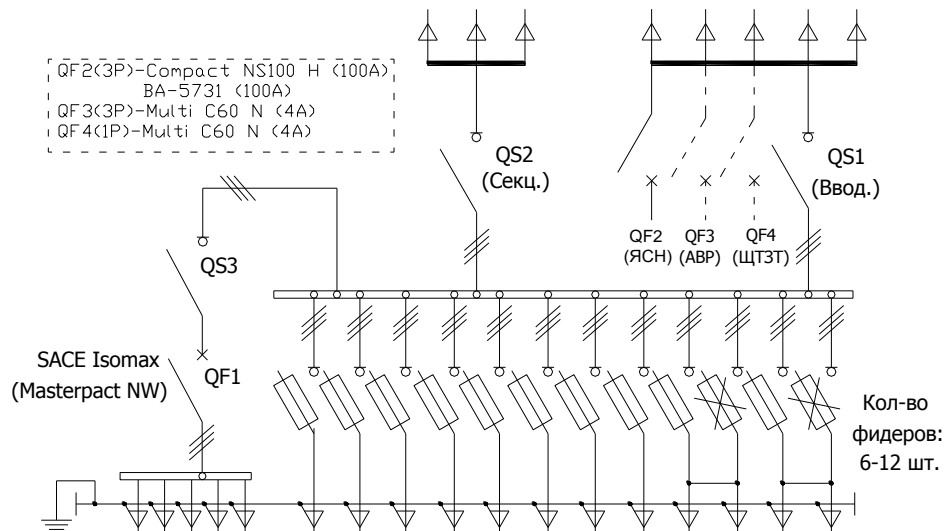 QF2(3P)-Compact NS100 H (100A)
BA-5731 (100A)
QF3(3P)-Multi C60 N (4A)
QF4(1P)-Multi C60 N (4A)
QS2
(Секц.)
QS1
(Ввод.)
QF2
(ЯСН)
QF3
(АВР)
QF4
(ЩТЗТ)
QS3
SACE Isomax
(Masterpact NW)
QF1
Кол-во
фидеров:
6-12 шт.